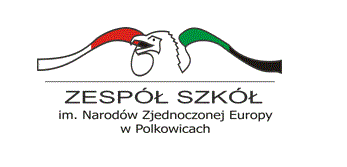 ZESPÓŁ SZKÓŁ
im. Narodów Zjednoczonej Europy
w Polkowicach